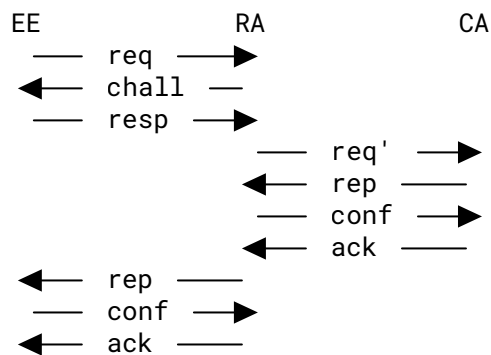 EE RA CA
req
chall
resp
req'
rep
conf
ack
rep
conf
ack